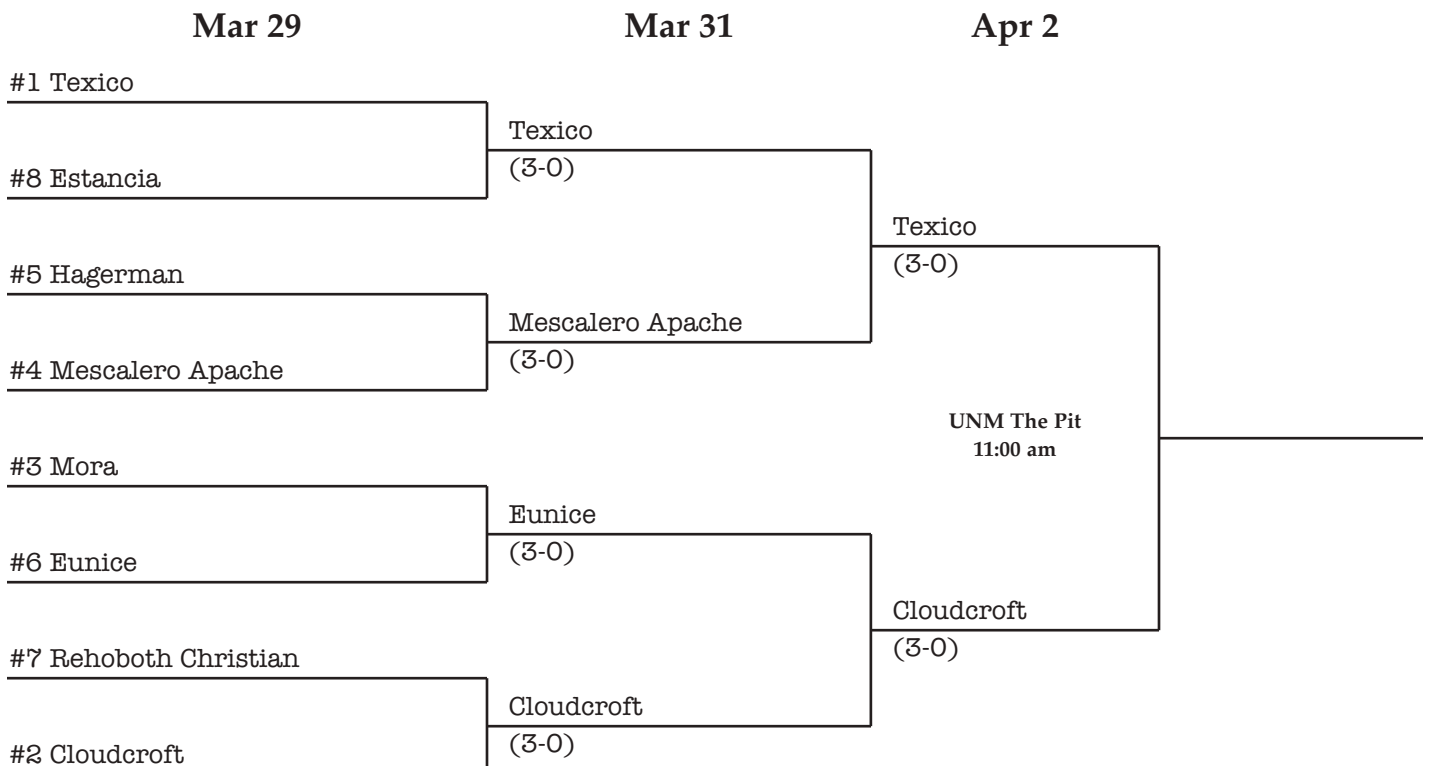 Mar 29
Mar 31
Apr 2
#1 Texico
Texico
(3-0)
#8 Estancia
Texico
(3-0)
#5 Hagerman
Mescalero Apache
(3-0)
#4 Mescalero Apache
UNM The Pit
11:00 am
#3 Mora
Eunice
(3-0)
#6 Eunice
Cloudcroft
(3-0)
#7 Rehoboth Christian
Cloudcroft
(3-0)
#2 Cloudcroft